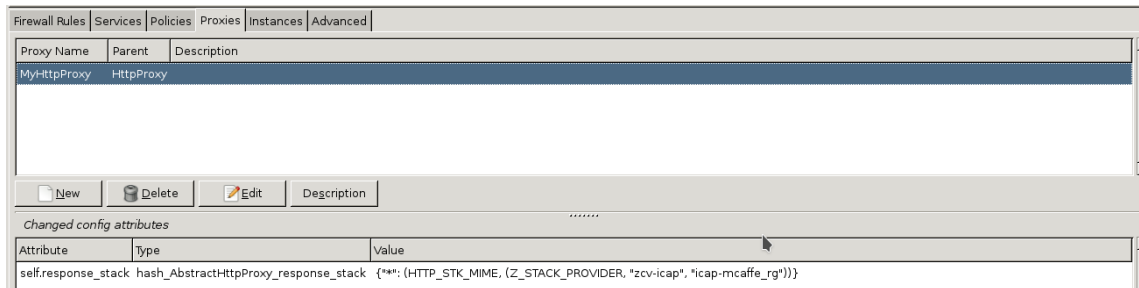 Firewall Rules Services Policies Proxies Instances Advanced
Proxy Name Parent Description
MyHttpProxy HttpProxy
New Delete Edit Description
Changed config attributes
Attribute Type Value
self.response_stack hash_AbstractHttpProxy_response_stack {"*": (HTTP_STK_MIME, (Z_STACK_PROVIDER, "zcv-icap", "icap-mcaffe_rg"))}